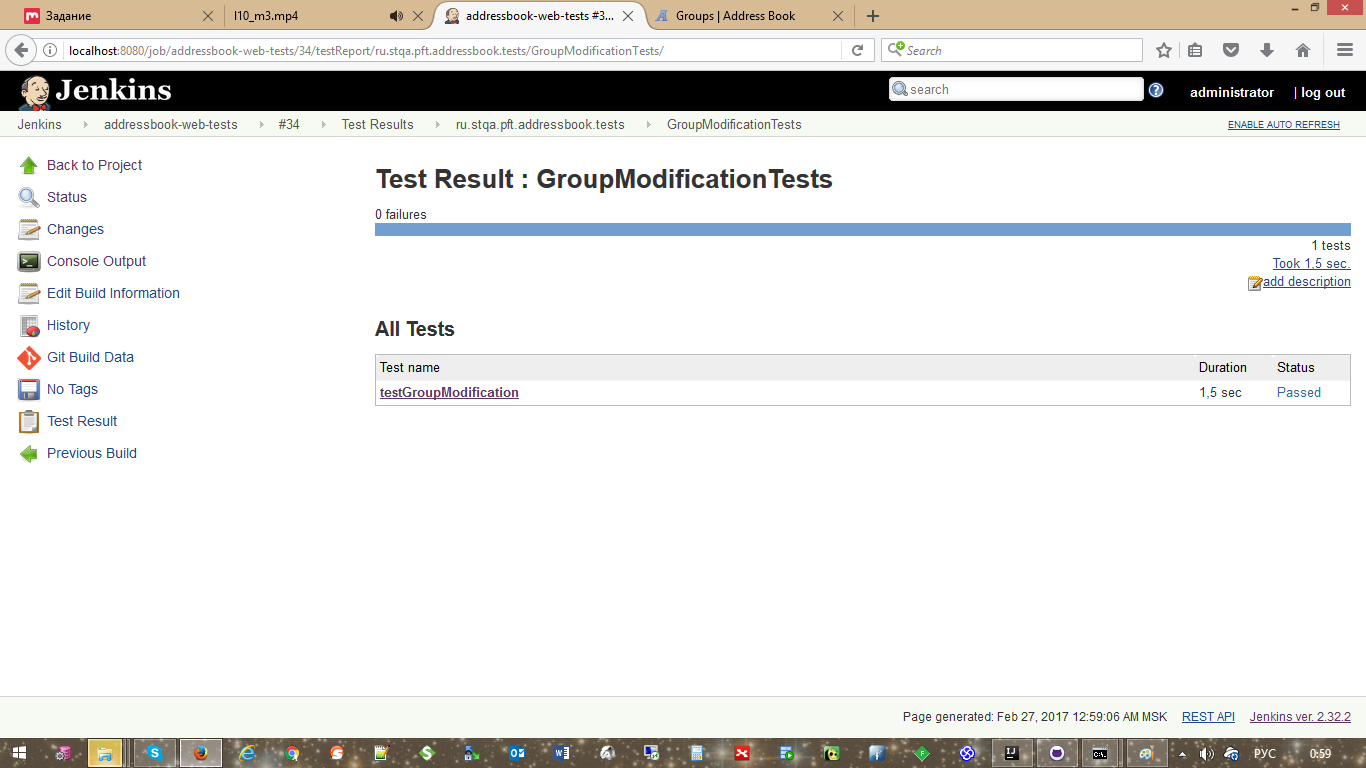 Задание
l10_m3.mp4
addressbook-web-tests #3...
Groups | Address Book
localhost:8080/job/addressbook-web-tests/34/testReport/ru.stqa.pft.addressbook.tests/GroupModificationTests/
Search
Jenkins
search
administrator
| log out
Jenkins
addressbook-web-tests
#34
Test Results
ru.stqa.pft.addressbook.tests
GroupModificationTests
ENABLE AUTO REFRESH
Back to Project
Status
Changes
Console Output
Edit Build Information
History
Git Build Data
No Tags
Test Result
Previous Build
Test Result : GroupModificationTests
0 failures
1 tests
Took 1,5 sec.
add description
All Tests
Test name Duration Status
testGroupModification 1,5 sec Passed
Page generated: Feb 27, 2017 12:59:06 AM MSK REST API Jenkins ver. 2.32.2
РУС 0:59